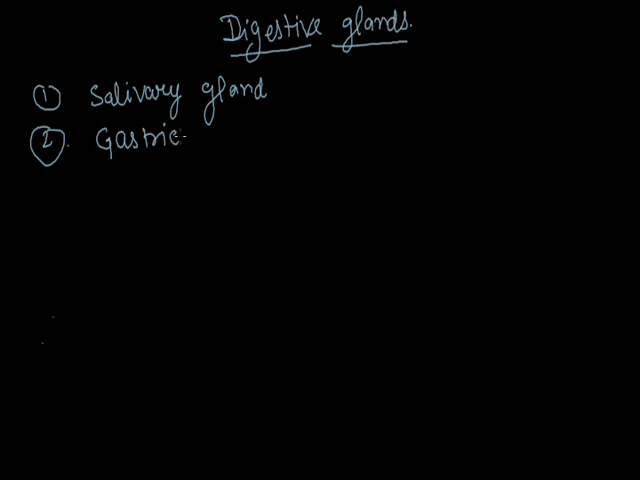 Digestive glands.
① Salivary gland
②. Gastric